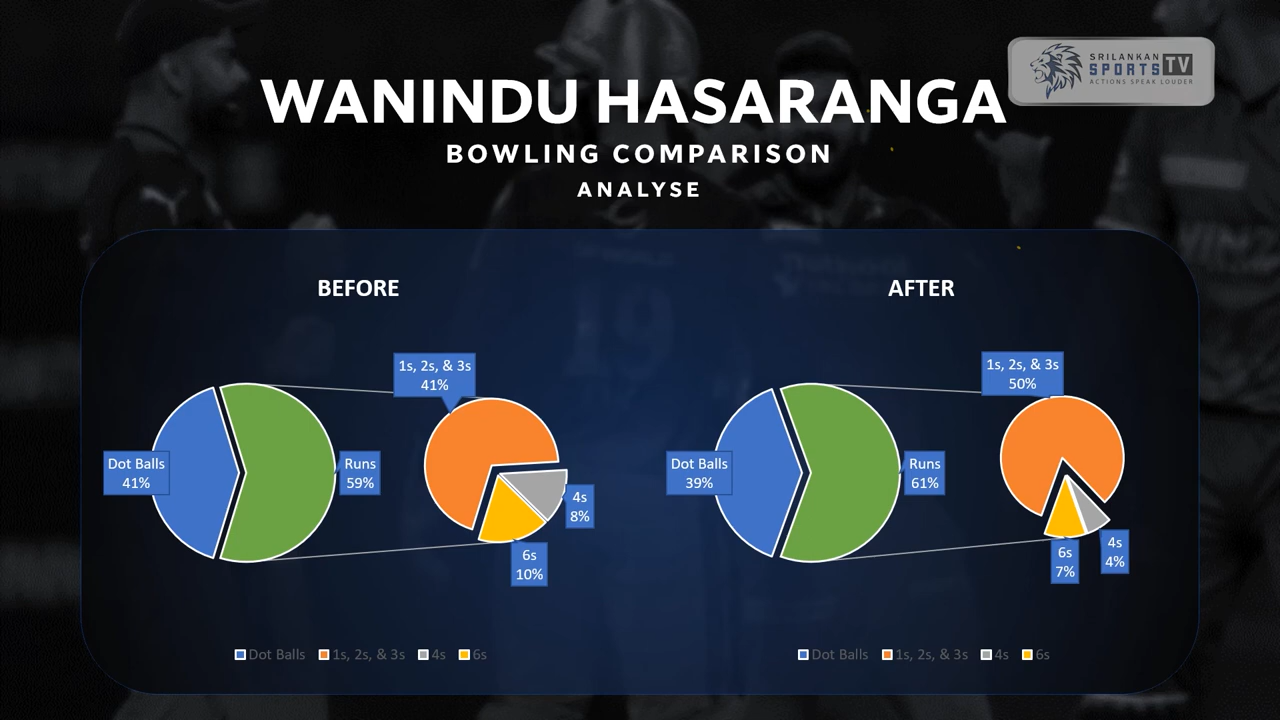 SRILANKAN
SPORTS TV
ACTIONS SPEAK LOUDER
WANINDU HASARANGA
BOWLING COMPARISON
ANALYSE
BEFORE
1s, 2s, & 3s
41%
Dot Balls
41%
Runs
59%
4s
8%
6s
10%
Dot Balls 1s, 2s, & 3s 4s 6s
AFTER
1s, 2s, & 3s
50%
Dot Balls
39%
Runs
61%
4s
4%
6s
7%
Dot Balls 1s, 2s, & 3s 4s 6s
19